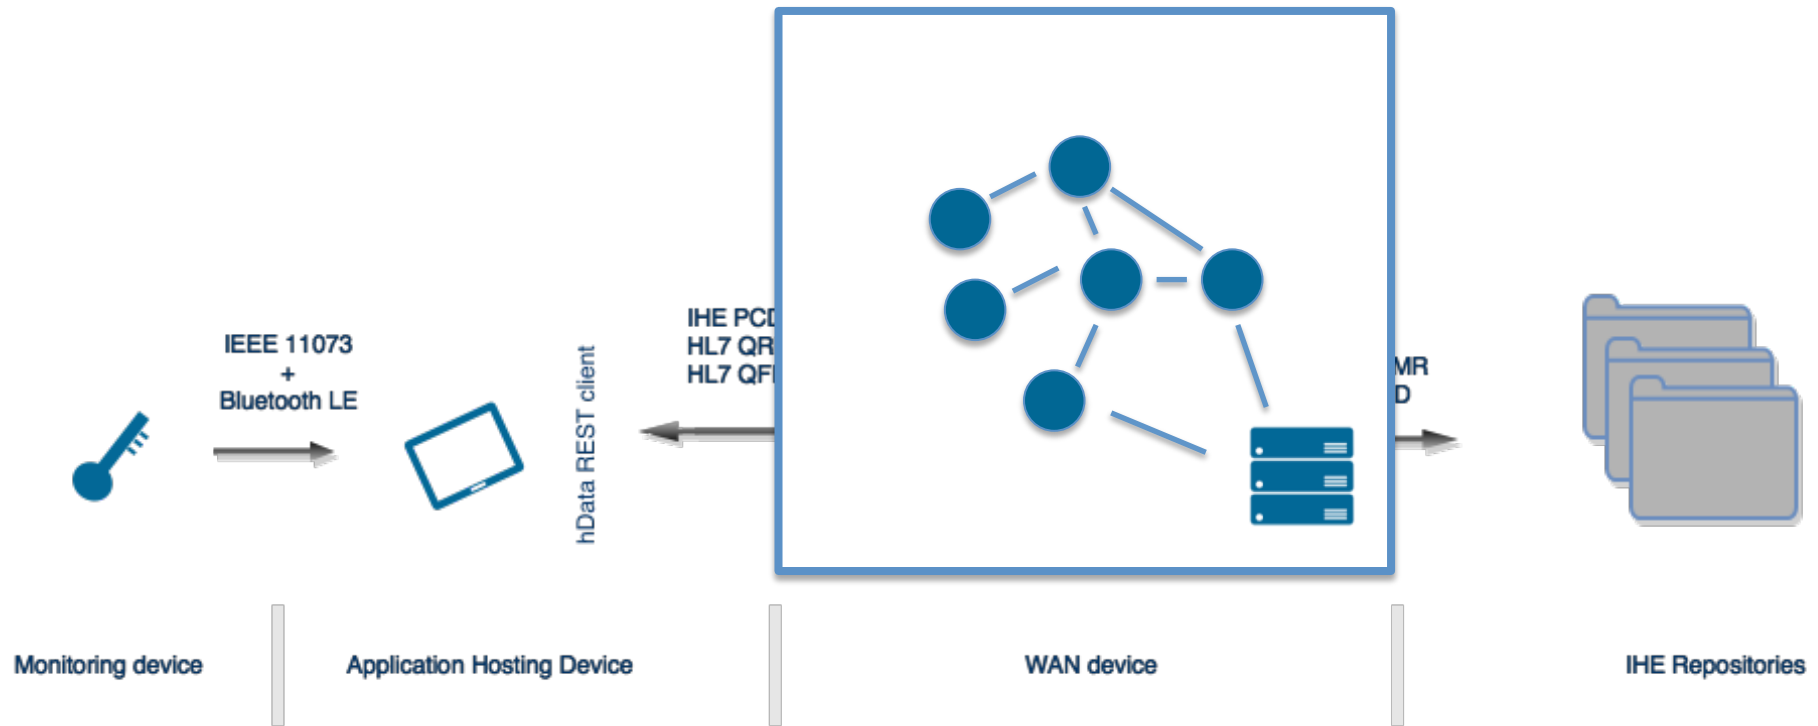 IEEE 11073
+
Bluetooth LE
hData REST client
IHE PCD
HL7 QR
HL7 QF
MR
D
Monitoring device
Application Hosting Device
WAN device
IHE Repositories